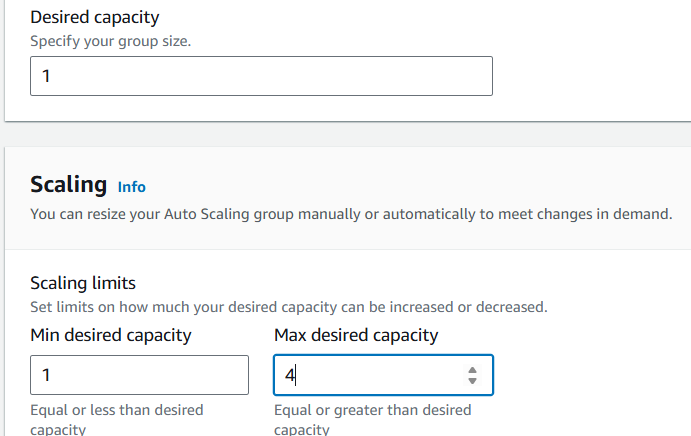 Desired capacity
Specify your group size.
1
Scaling Info
You can resize your Auto Scaling group manually or automatically to meet changes in demand.
Scaling limits
Set limits on how much your desired capacity can be increased or decreased.
Min desired capacity
Max desired capacity
1
4
Equal or less than desired
capacity
Equal or greater than desired
capacity